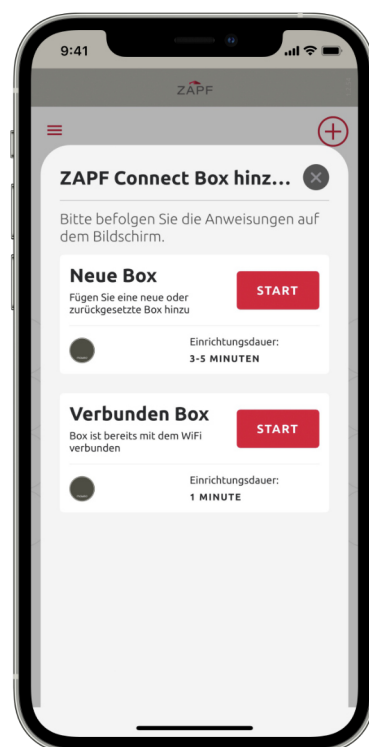 9:41
ZAPF
ZAPF Connect Box hinz...
Bitte befolgen Sie die Anweisungen auf
dem Bildschirm.
Neue Box
Fügen Sie eine neue oder
zurückgesetzte Box hinzu
START
Einrichtungsdauer:
3-5 MINUTEN
Verbunden Box
Box ist bereits mit dem WiFi
verbunden
START
Einrichtungsdauer:
1 MINUTE